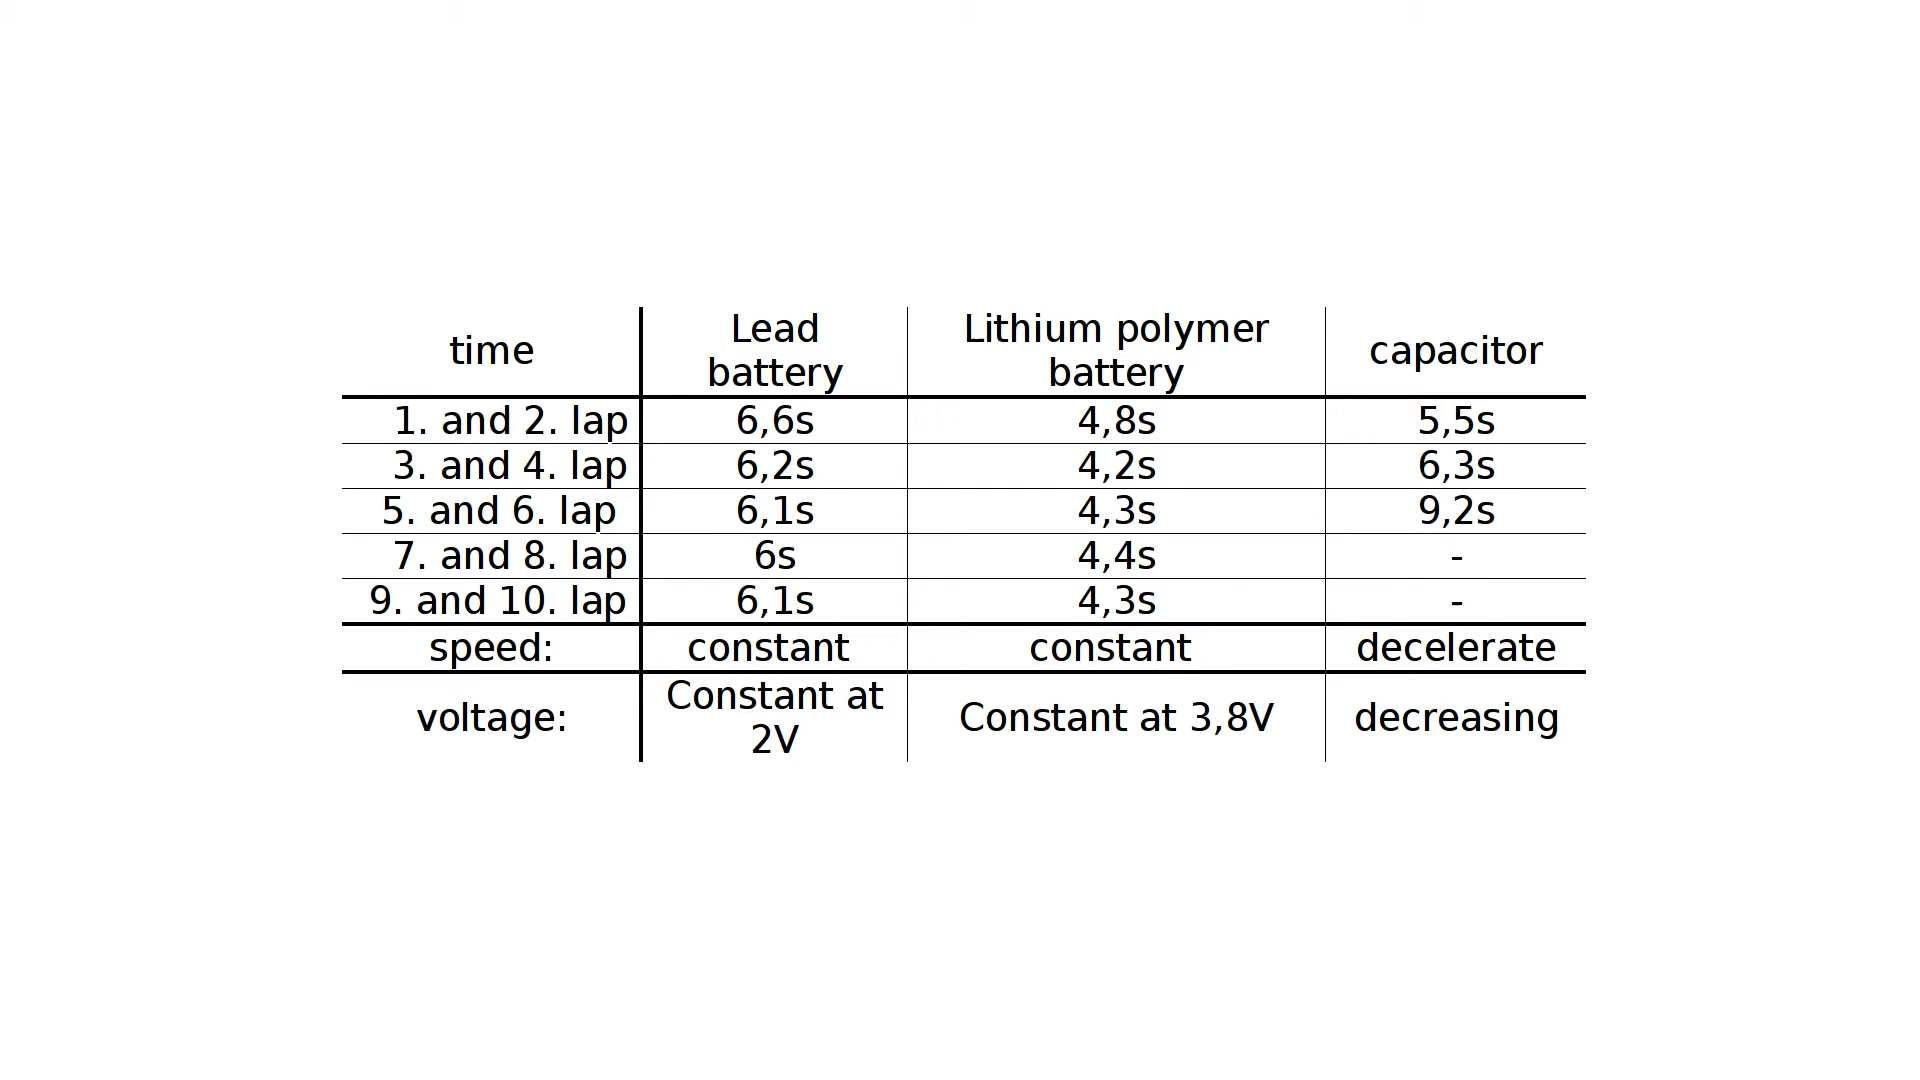 time Lead battery Lithium polymer battery capacitor
1. and 2. lap 6,6s 4,8s 5,5s
3. and 4. lap 6,2s 4,2s 6,3s
5. and 6. lap 6,1s 4,3s 9,2s
7. and 8. lap 6s 4,4s -
9. and 10. lap 6,1s 4,3s -
speed: constant constant decelerate
voltage: Constant at 2V Constant at 3,8V decreasing